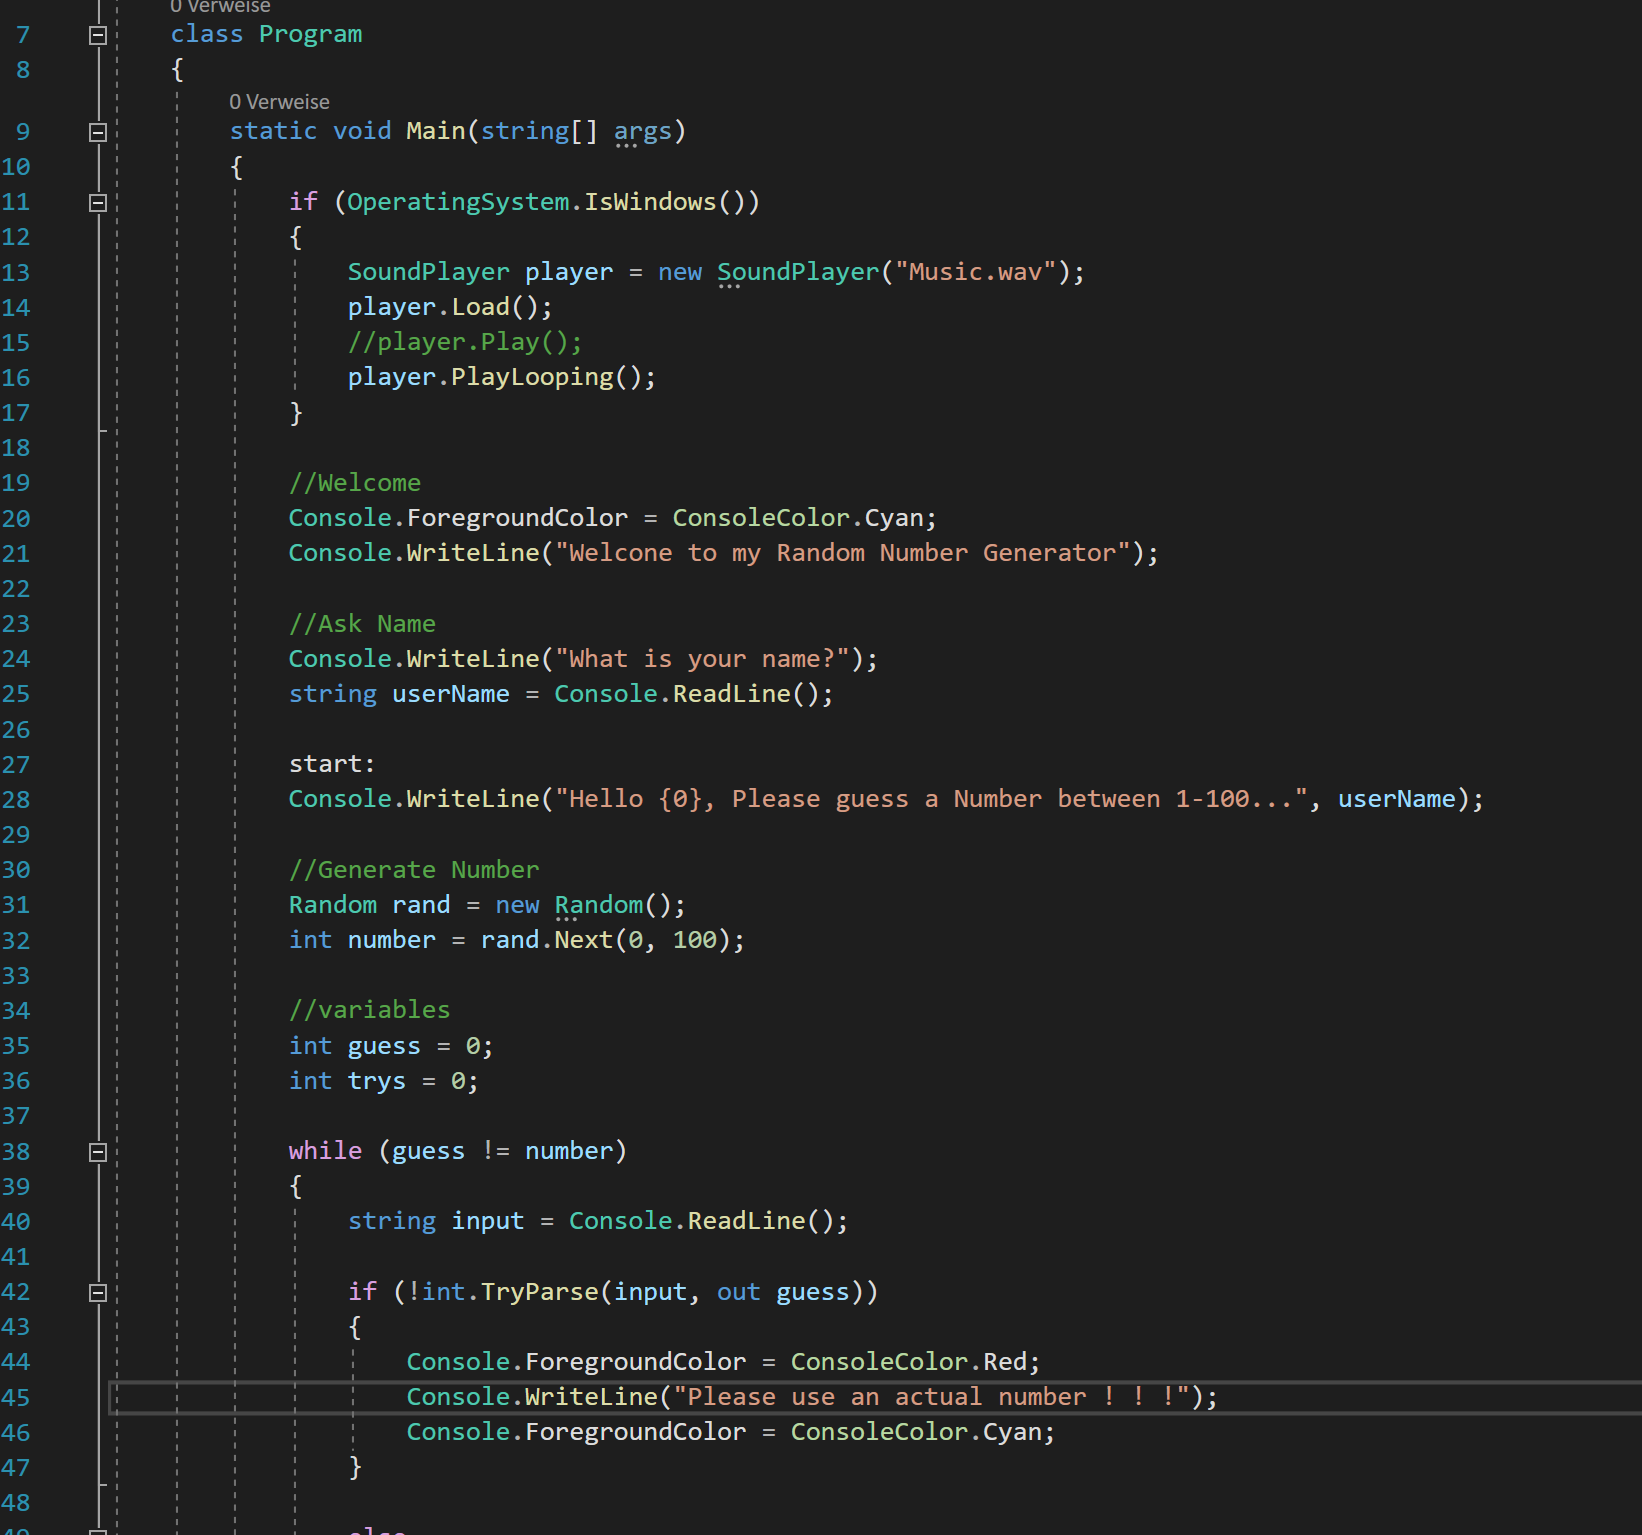 0 Verweise
7 class Program
8 {
0 Verweise
9 static void Main(string[] args)
10 {
11 if (OperatingSystem.IsWindows())
12 {
13 SoundPlayer player = new SoundPlayer("Music.wav");
14 player.Load();
15 //player.Play();
16 player.PlayLooping();
17 }
18
19 //Welcome
20 Console.ForegroundColor = ConsoleColor.Cyan;
21 Console.WriteLine("Welcone to my Random Number Generator");
22
23 //Ask Name
24 Console.WriteLine("What is your name?");
25 string userName = Console.ReadLine();
26
27 start:
28 Console.WriteLine("Hello {0}, Please guess a Number between 1-100...", userName);
29
30 //Generate Number
31 Random rand = new Random();
32 int number = rand.Next(0, 100);
33
34 //variables
35 int guess = 0;
36 int trys = 0;
37
38 while (guess != number)
39 {
40 string input = Console.ReadLine();
41
42 if (!int.TryParse(input, out guess))
43 {
44 Console.ForegroundColor = ConsoleColor.Red;
45 Console.WriteLine("Please use an actual number ! ! !");
46 Console.ForegroundColor = ConsoleColor.Cyan;
47 }
48
49 else